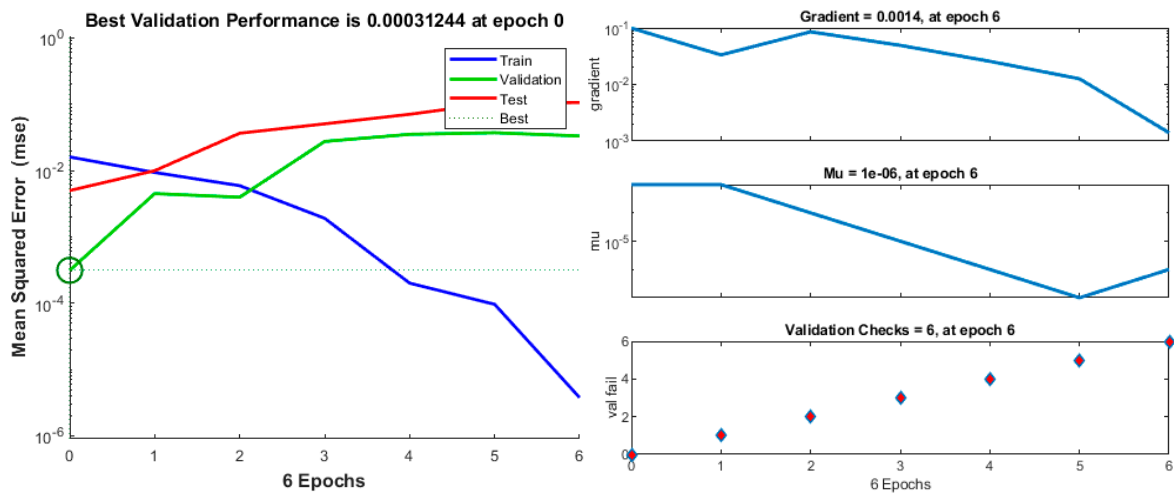 Best Validation Performance is 0.00031244 at epoch 0
10^0
10^-2
10^-4
10^-6
Mean Squared Error (mse)
Train
Validation
Test
Best
0 1 2 3 4 5 6
6 Epochs
Gradient = 0.0014, at epoch 6
10^-1
10^-2
10^-3
gradient
Mu = 1e-06, at epoch 6
10^-5
mu
Validation Checks = 6, at epoch 6
6
4
2
0
val fail
0 1 2 3 4 5 6
6 Epochs